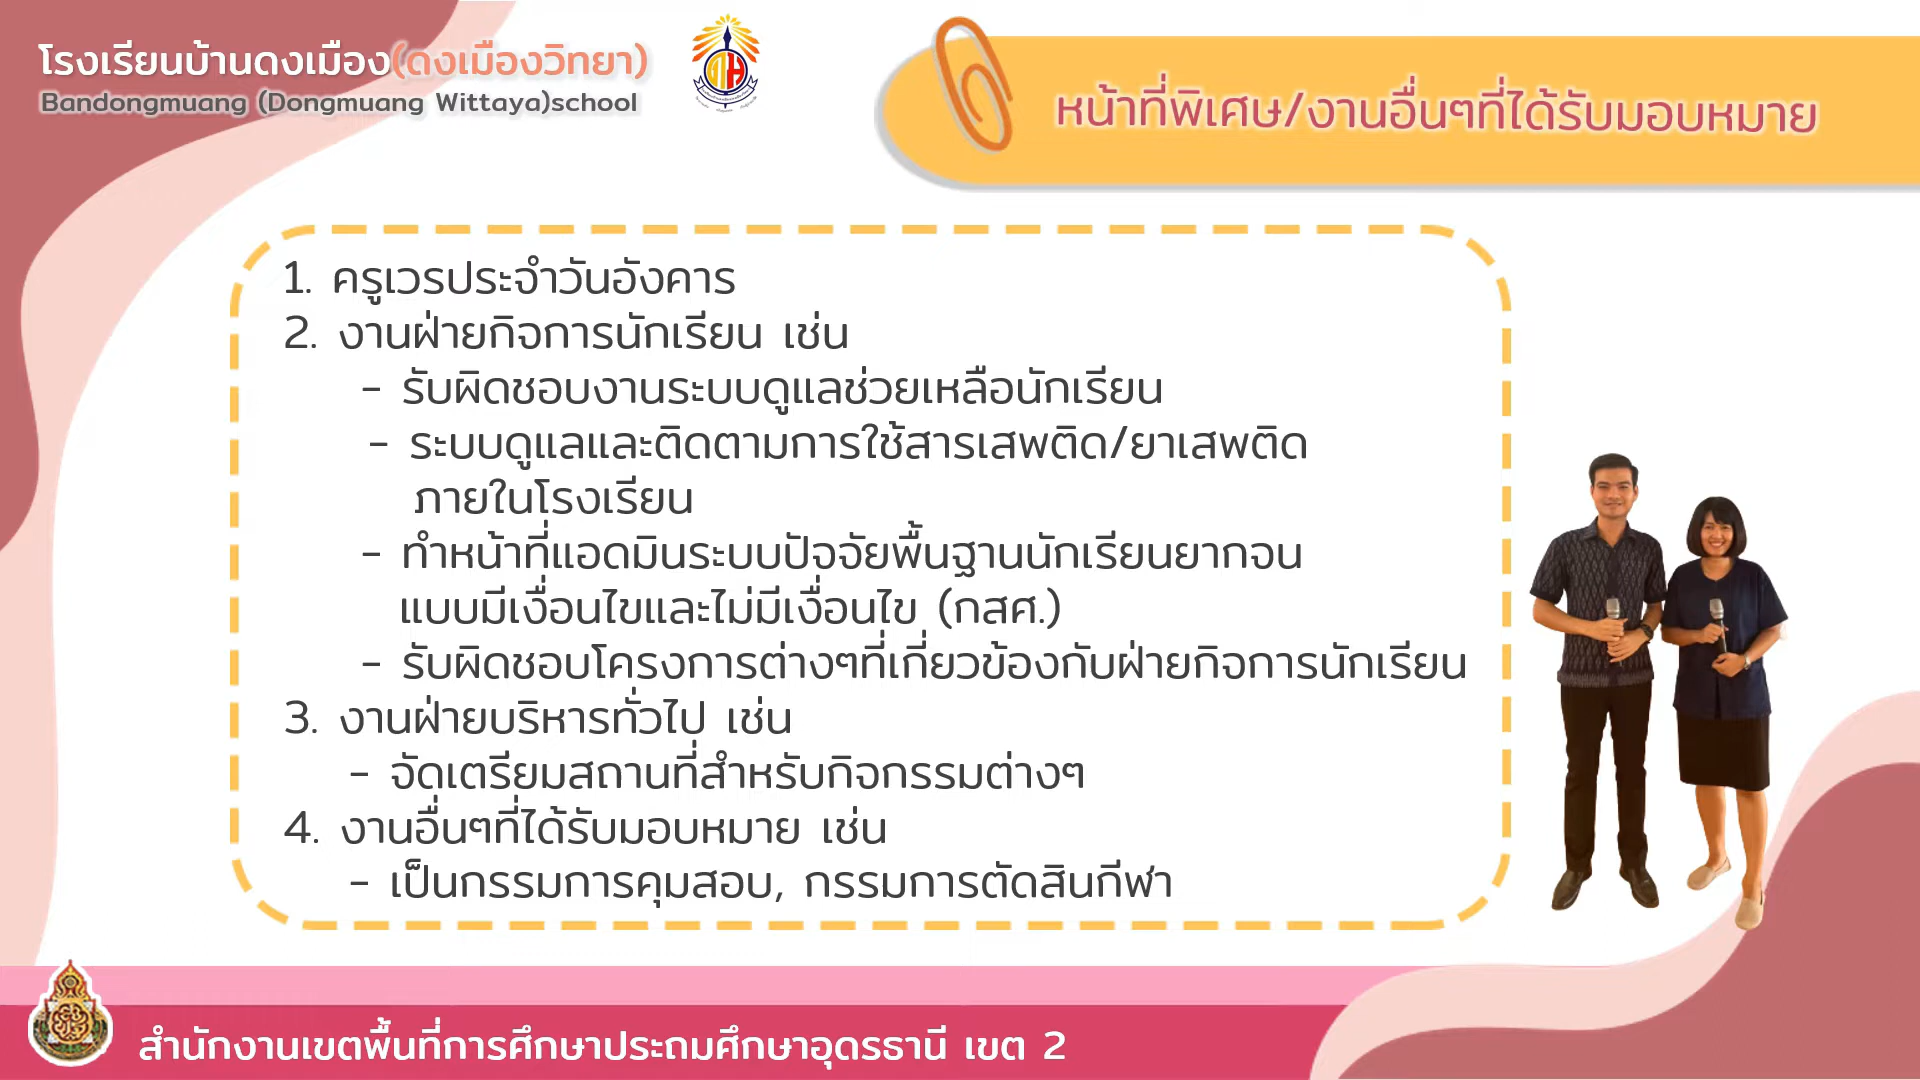 โรงเรียนบ้านดงเมือง(ดงเมืองวิทยา)
Bandongmuang (Dongmuang Wittaya)school
หน้าที่พิเศษ/งานอื่นๆที่ได้รับมอบหมาย
1. ครูเวรประจำวันอังคาร
2. งานฝ่ายกิจการนักเรียน เช่น
- รับผิดชอบงานระบบดูแลช่วยเหลือนักเรียน
- ระบบดูแลและติดตามการใช้สารเสพติด/ยาเสพติด
ภายในโรงเรียน
- ทำหน้าที่แอดมินระบบปัจจัยพื้นฐานนักเรียนยากจน
แบบมีเงื่อนไขและไม่มีเงื่อนไข (กสศ.)
- รับผิดชอบโครงการต่างๆที่เกี่ยวข้องกับฝ่ายกิจการนักเรียน
3. งานฝ่ายบริหารทั่วไป เช่น
- จัดเตรียมสถานที่สำหรับกิจกรรมต่างๆ
4. งานอื่นๆที่ได้รับมอบหมาย เช่น
- เป็นกรรมการคุมสอบ, กรรมการตัดสินกีฬา
สำนักงานเขตพื้นที่การศึกษาประถมศึกษาอุดรธานี เขต 2